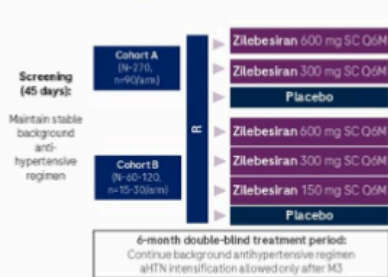 Screening
(45 days):
Maintain stable
background
anti-
hypertensive
regimen
Cohort A
(N~270,
n=90/arm)
Cohort B
(N~60-120,
n=15-30/arm)
R
Zilebesiran 600 mg SC Q6M
Zilebesiran 300 mg SC Q6M
Placebo
Zilebesiran 600 mg SC Q6M
Zilebesiran 300 mg SC Q6M
Zilebesiran 150 mg SC Q6M
Placebo
6-month double-blind treatment period:
Continue background antihypertensive regimen
aHTN intensification allowed only after M3